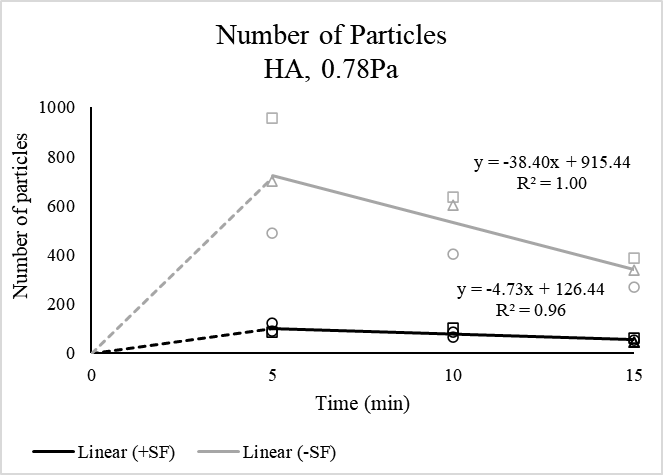 Number of Particles
HA, 0.78Pa
Number of particles
1000
800
600
400
200
0
y = -38.40x + 915.44
R² = 1.00
y = -4.73x + 126.44
R² = 0.96
0 5 10 15
Time (min)
Linear (+SF) Linear (-SF)